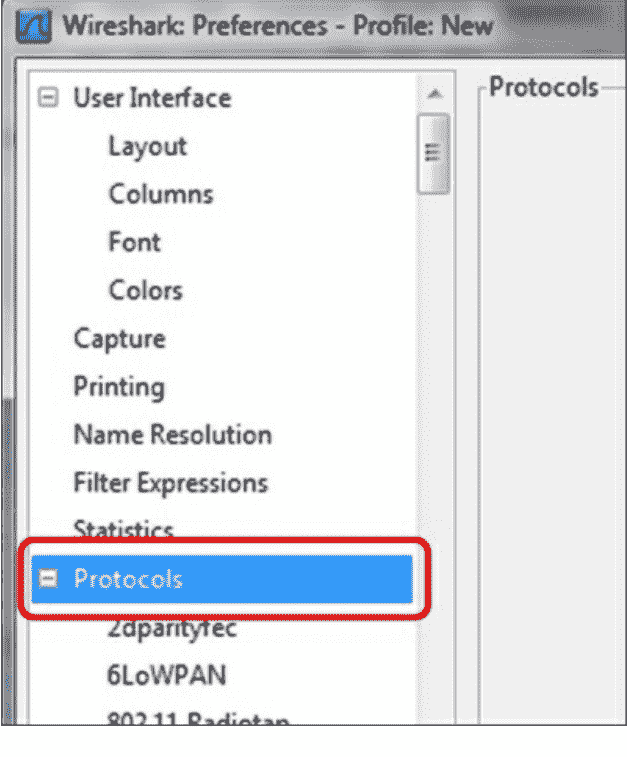 Wireshark: Preferences - Profile: New
User Interface
Layout
Columns
Font
Colors
Capture
Printing
Name Resolution
Filter Expressions
Statistics
Protocols
2dparityfec
6LoWPAN
802.11 Radiotap
Protocols